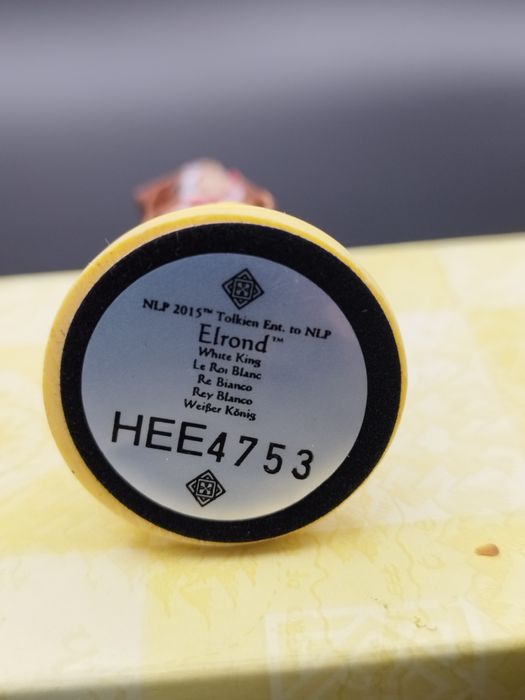 NLP 2015™ Tolkien Ent. to NLP
Elrond™
White King
Le Roi Blanc
Re Bianco
Rey Blanco
Weißer König
HEE4753